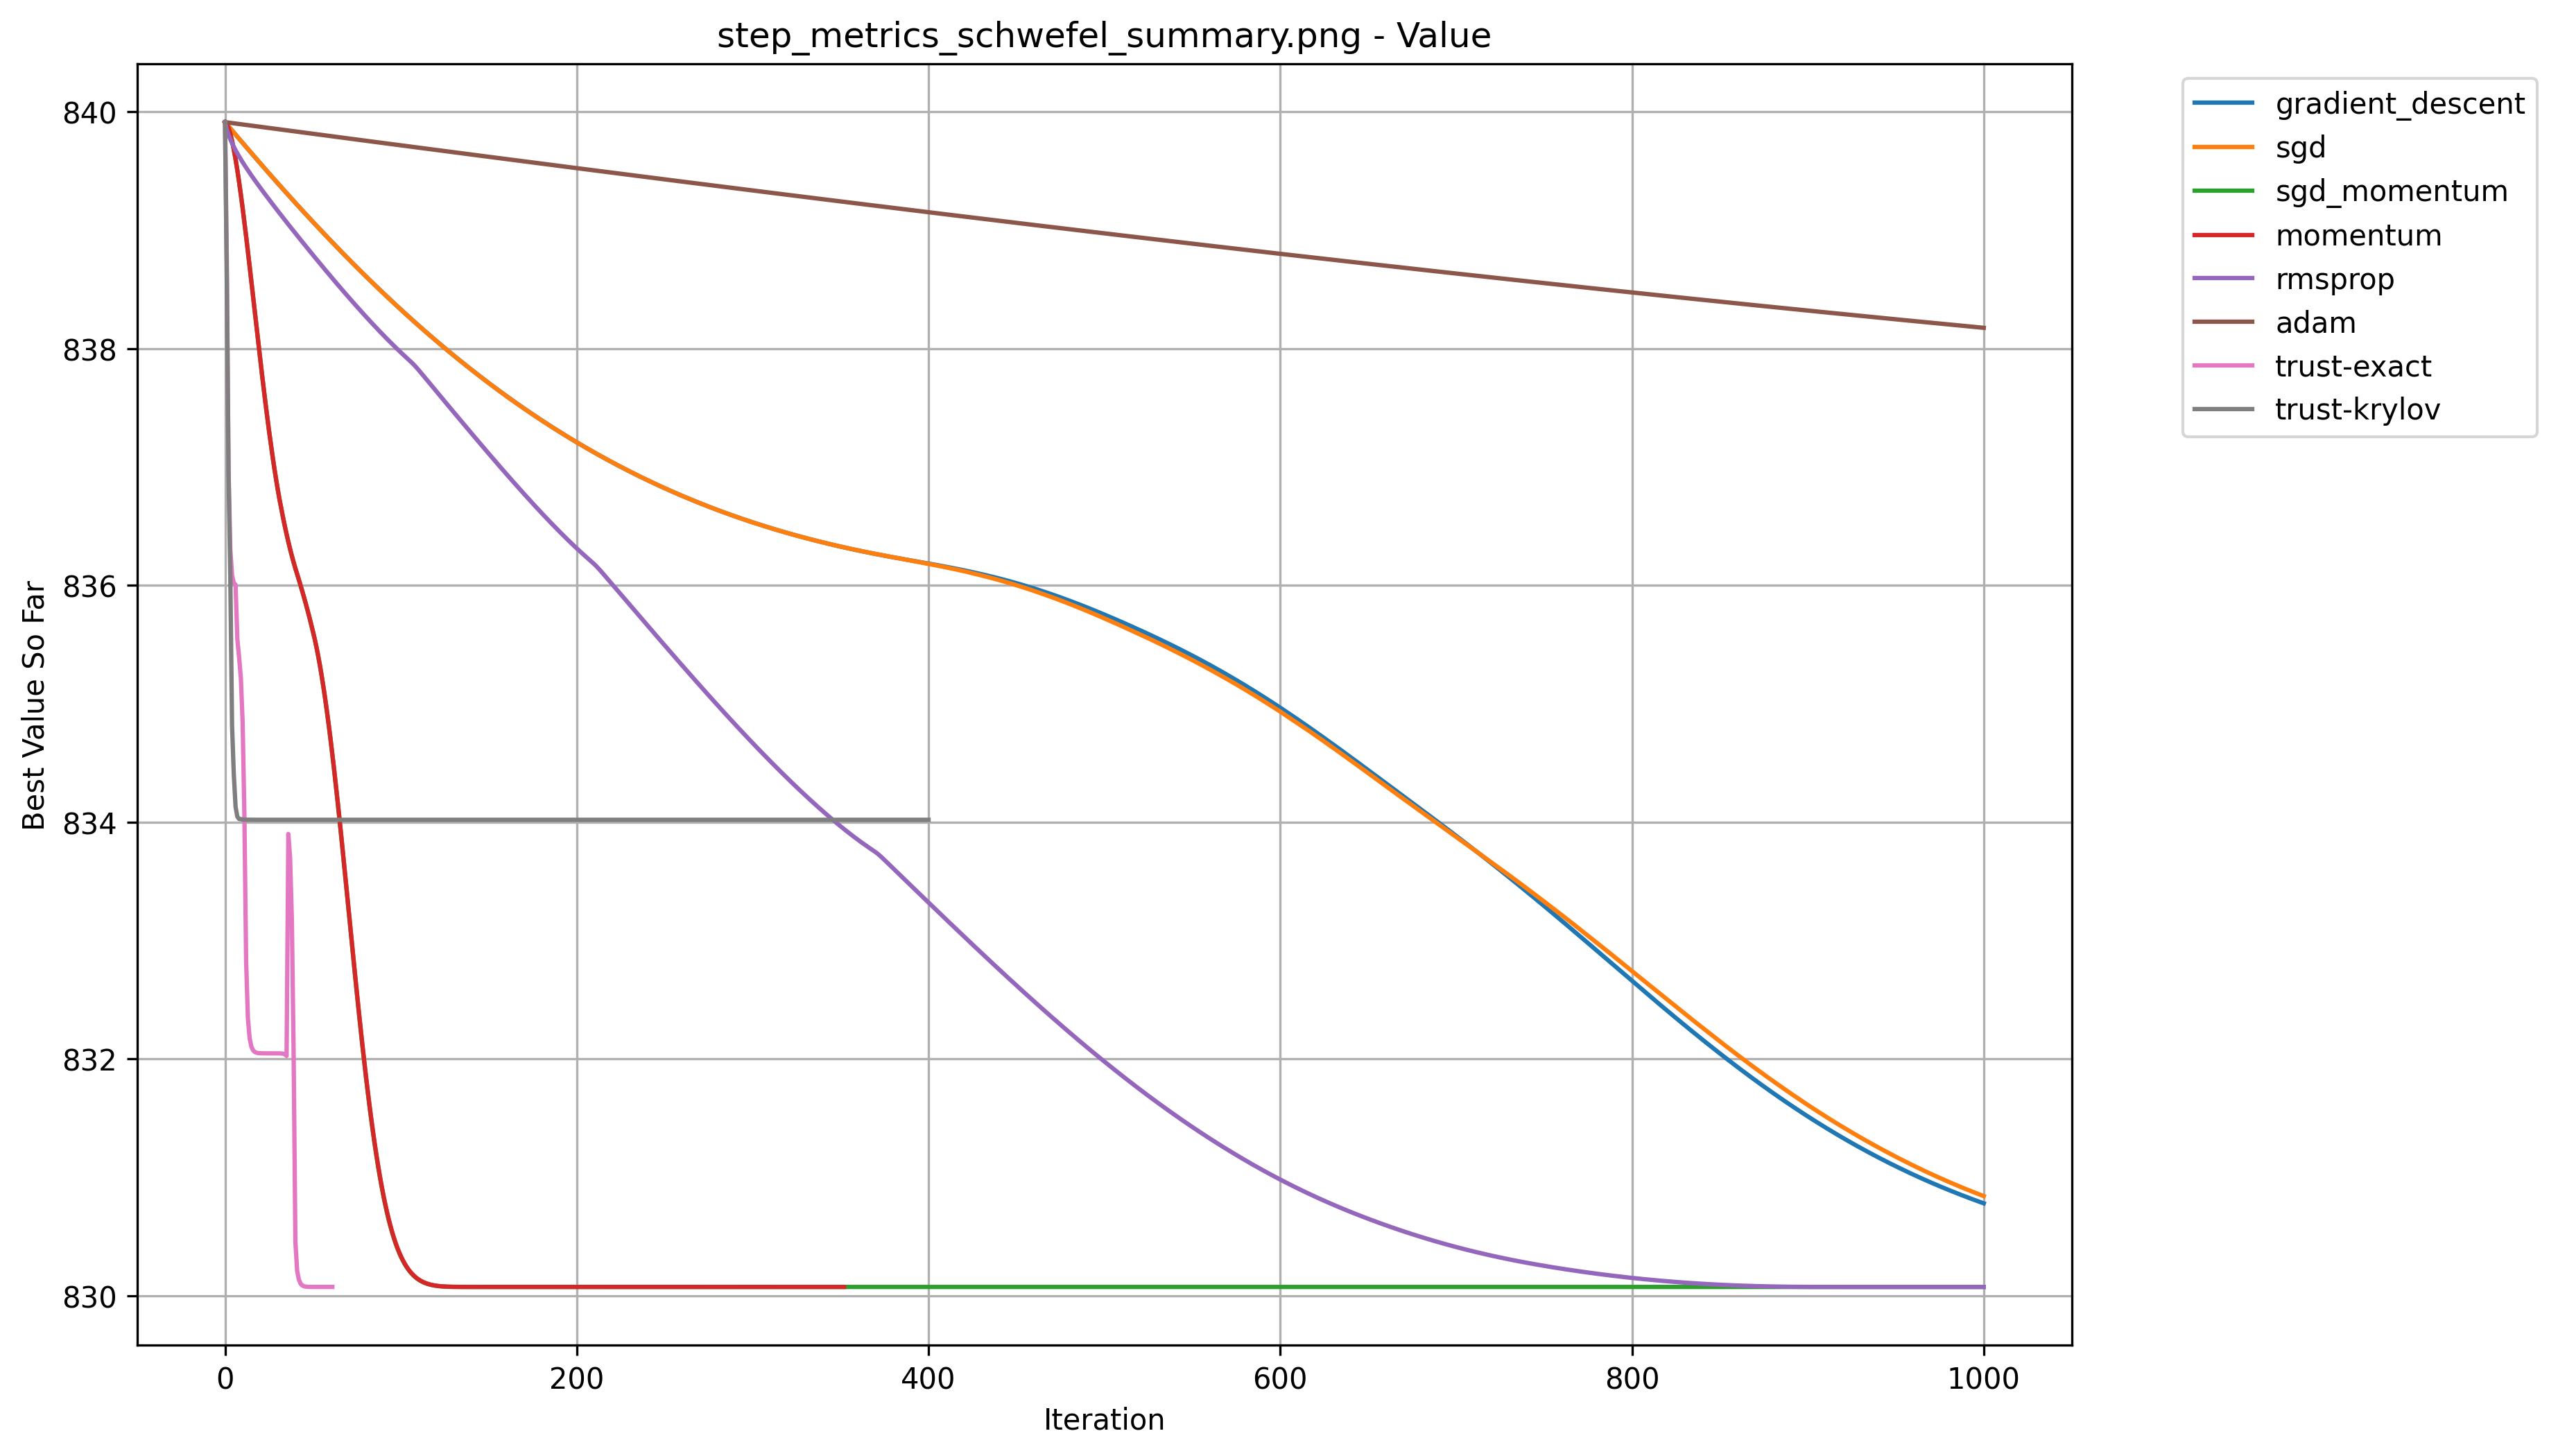 step_metrics_schwefel_summary.png - Value
840
838
836
834
832
830
Best Value So Far
0
200
400
600
800
1000
Iteration
gradient_descent
sgd
sgd_momentum
momentum
rmsprop
adam
trust-exact
trust-krylov